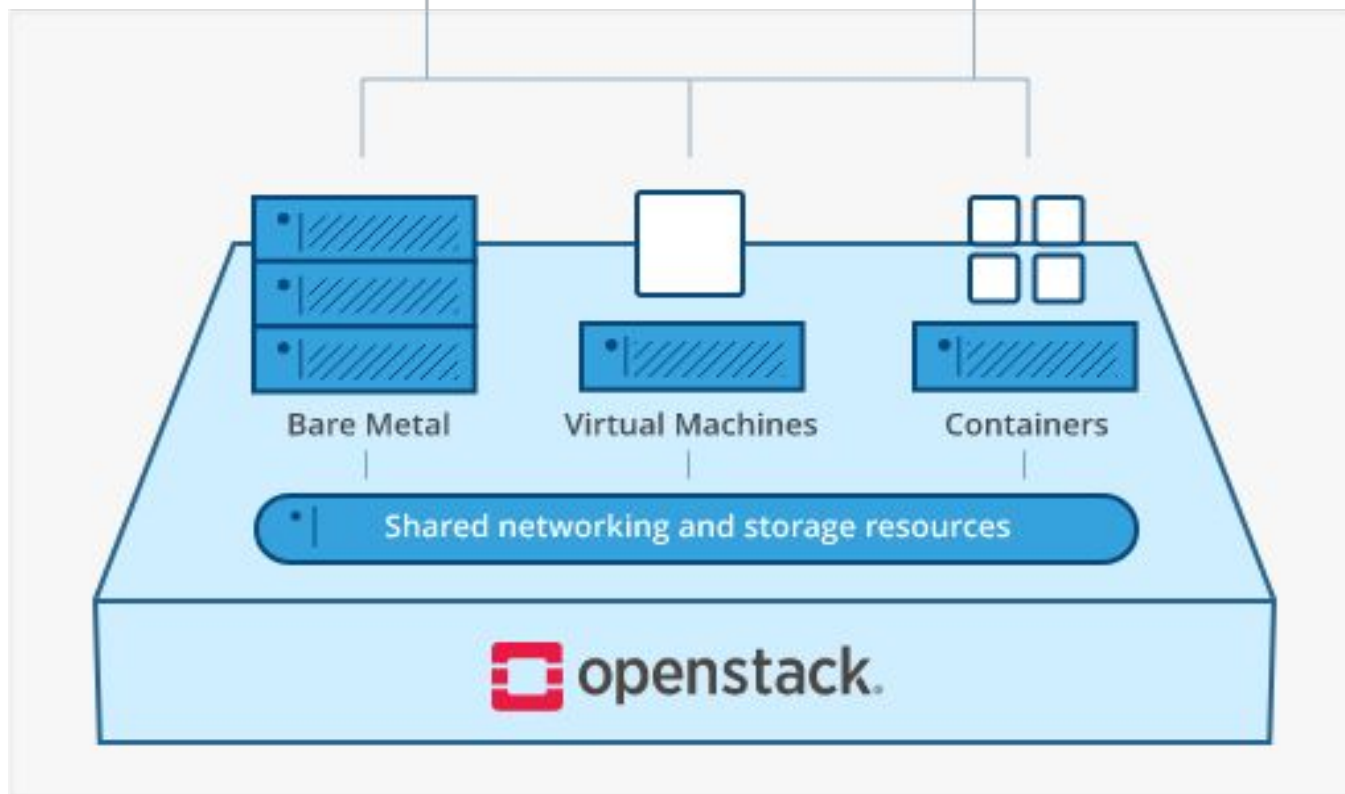 Bare Metal
Virtual Machines
Containers
Shared networking and storage resources
openstack.